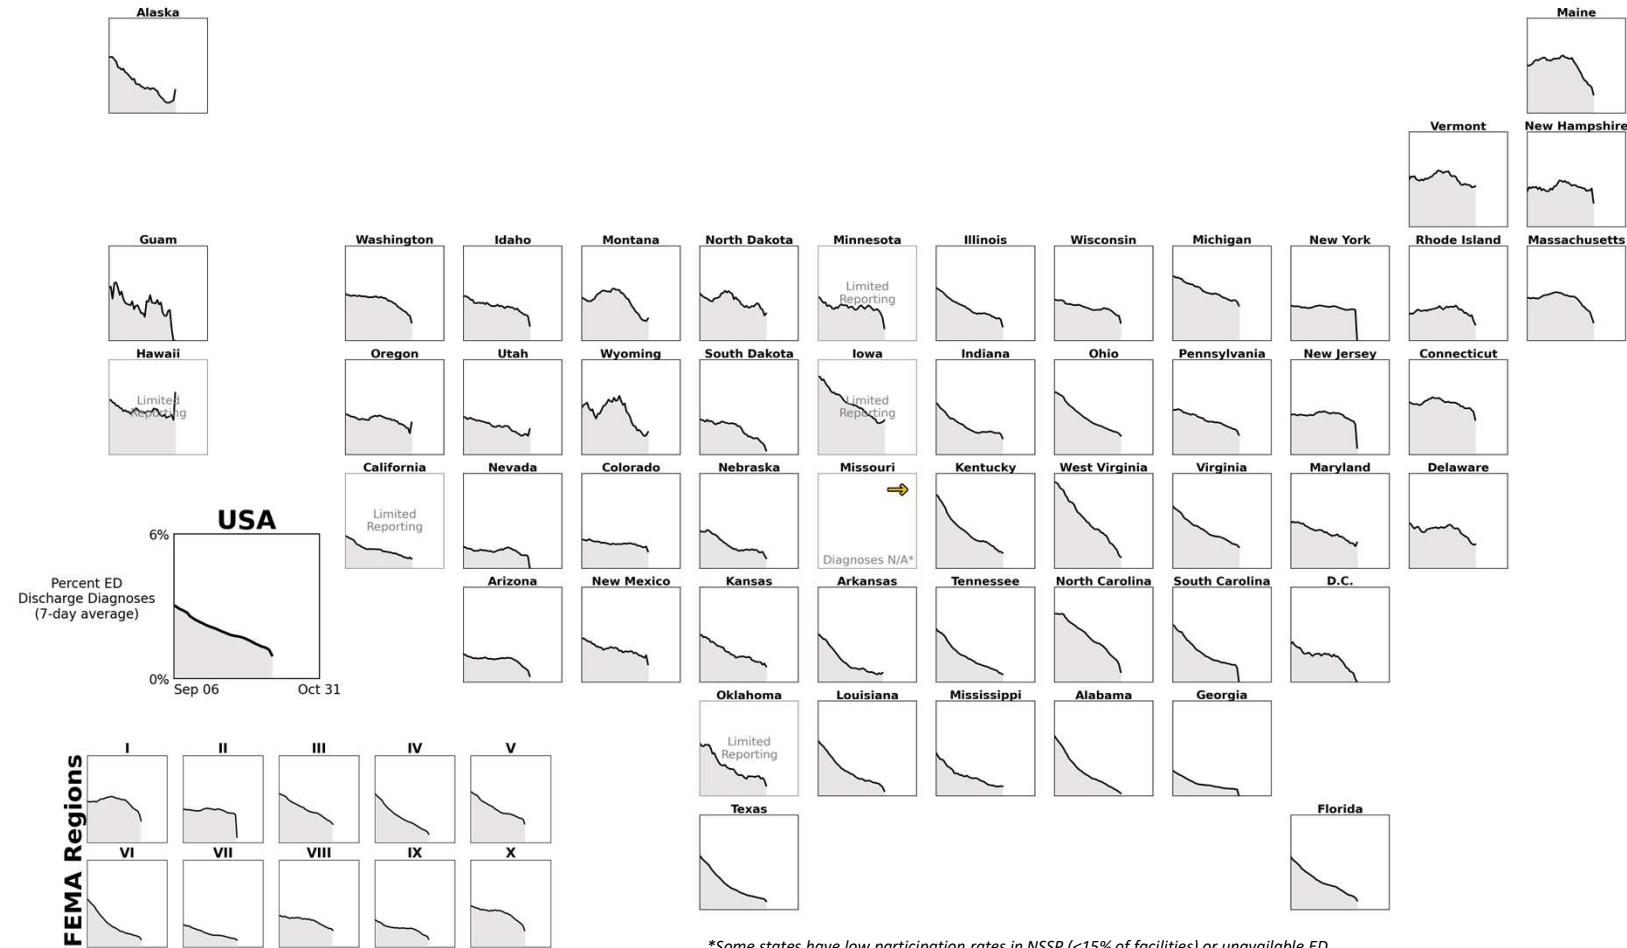 Alaska
Maine
Vermont
New Hampshire
Guam
Washington
Idaho
Montana
North Dakota
Minnesota
Limited
Reporting
Illinois
Wisconsin
Michigan
New York
Rhode Island
Massachusetts
Hawaii
Limited
Reporting
Oregon
Utah
Wyoming
South Dakota
Iowa
Limited
Reporting
Indiana
Ohio
Pennsylvania
New Jersey
Connecticut
California
Limited
Reporting
Nevada
Colorado
Nebraska
Missouri
Diagnoses N/A*
Kentucky
West Virginia
Virginia
Maryland
Delaware
USA
6%
Percent ED
Discharge Diagnoses
(7-day average)
0%
Sep 06
Oct 31
Arizona
New Mexico
Kansas
Arkansas
Tennessee
North Carolina
South Carolina
D.C.
Oklahoma
Limited
Reporting
Louisiana
Mississippi
Alabama
Georgia
Texas
Florida
FEMA Regions
I
II
III
IV
V
VI
VII
VIII
IX
X
*Some states have low participation rates in NSSP (<15% of facilities) or unavailable ED